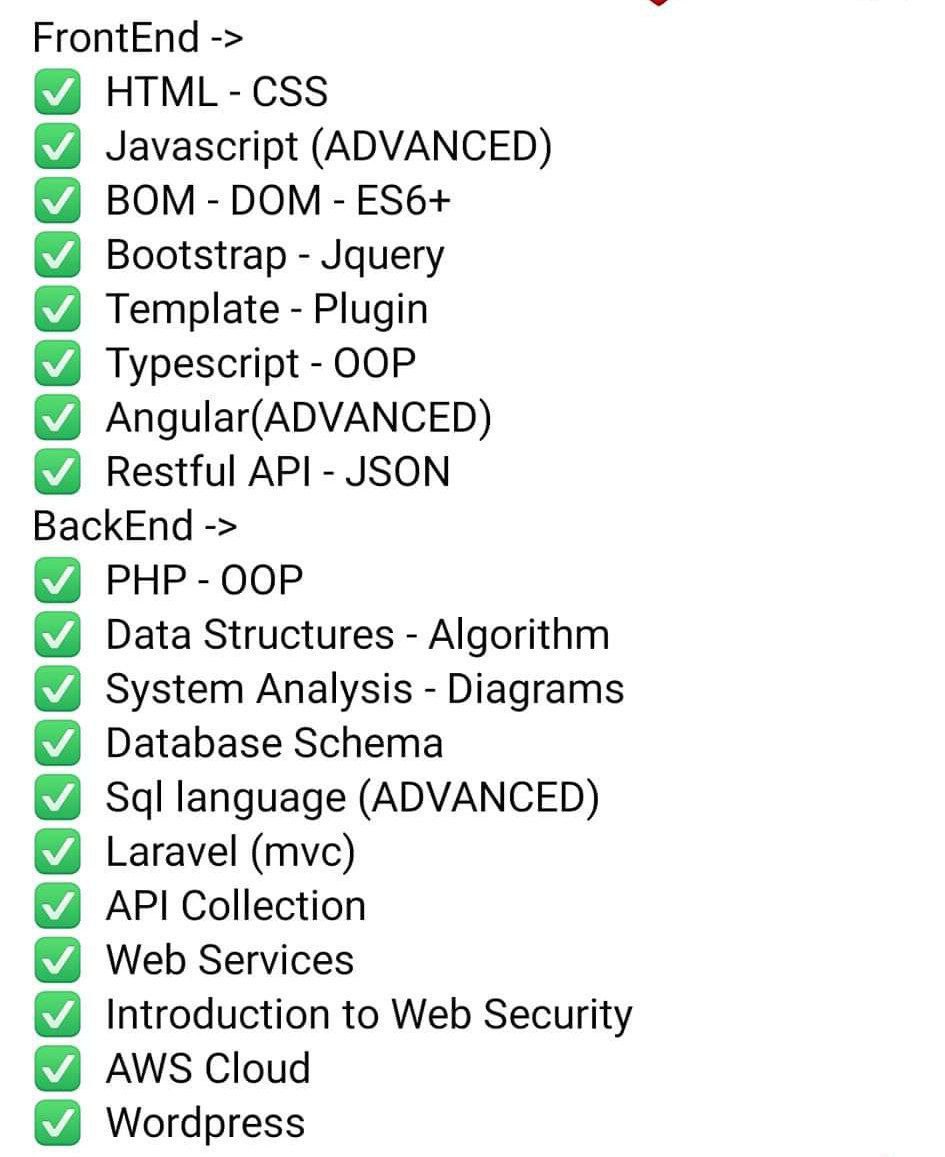 FrontEnd ->
✅ HTML - CSS
✅ Javascript (ADVANCED)
✅ BOM - DOM - ES6+
✅ Bootstrap - Jquery
✅ Template - Plugin
✅ Typescript - OOP
✅ Angular(ADVANCED)
✅ Restful API - JSON
BackEnd ->
✅ PHP - OOP
✅ Data Structures - Algorithm
✅ System Analysis - Diagrams
✅ Database Schema
✅ Sql language (ADVANCED)
✅ Laravel (mvc)
✅ API Collection
✅ Web Services
✅ Introduction to Web Security
✅ AWS Cloud
✅ Wordpress